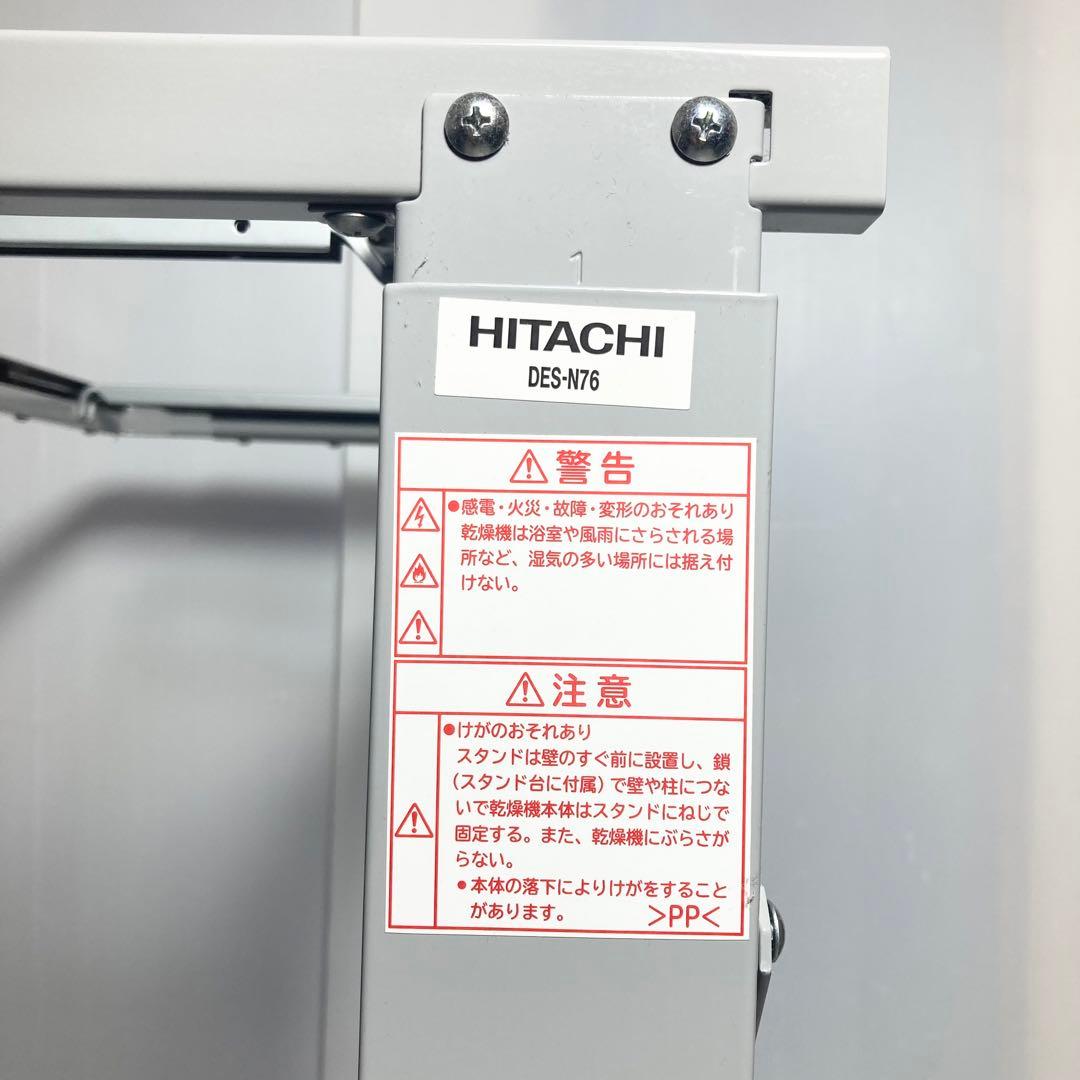 1
HITACHI
DES-N76
警告
●感電・火災・故障・変形のおそれあり
乾燥機は浴室や風雨にさらされる場
所など、湿気の多い場所には据え付
けない。
注意
●けがのおそれあり
スタンドは壁のすぐ前に設置し、鎖
(スタンド台に付属)で壁や柱につな
いで乾燥機本体はスタンドにねじで
固定する。また、乾燥機にぶらさが
らない。
●本体の落下によりけがをすること
があります。 >PP<